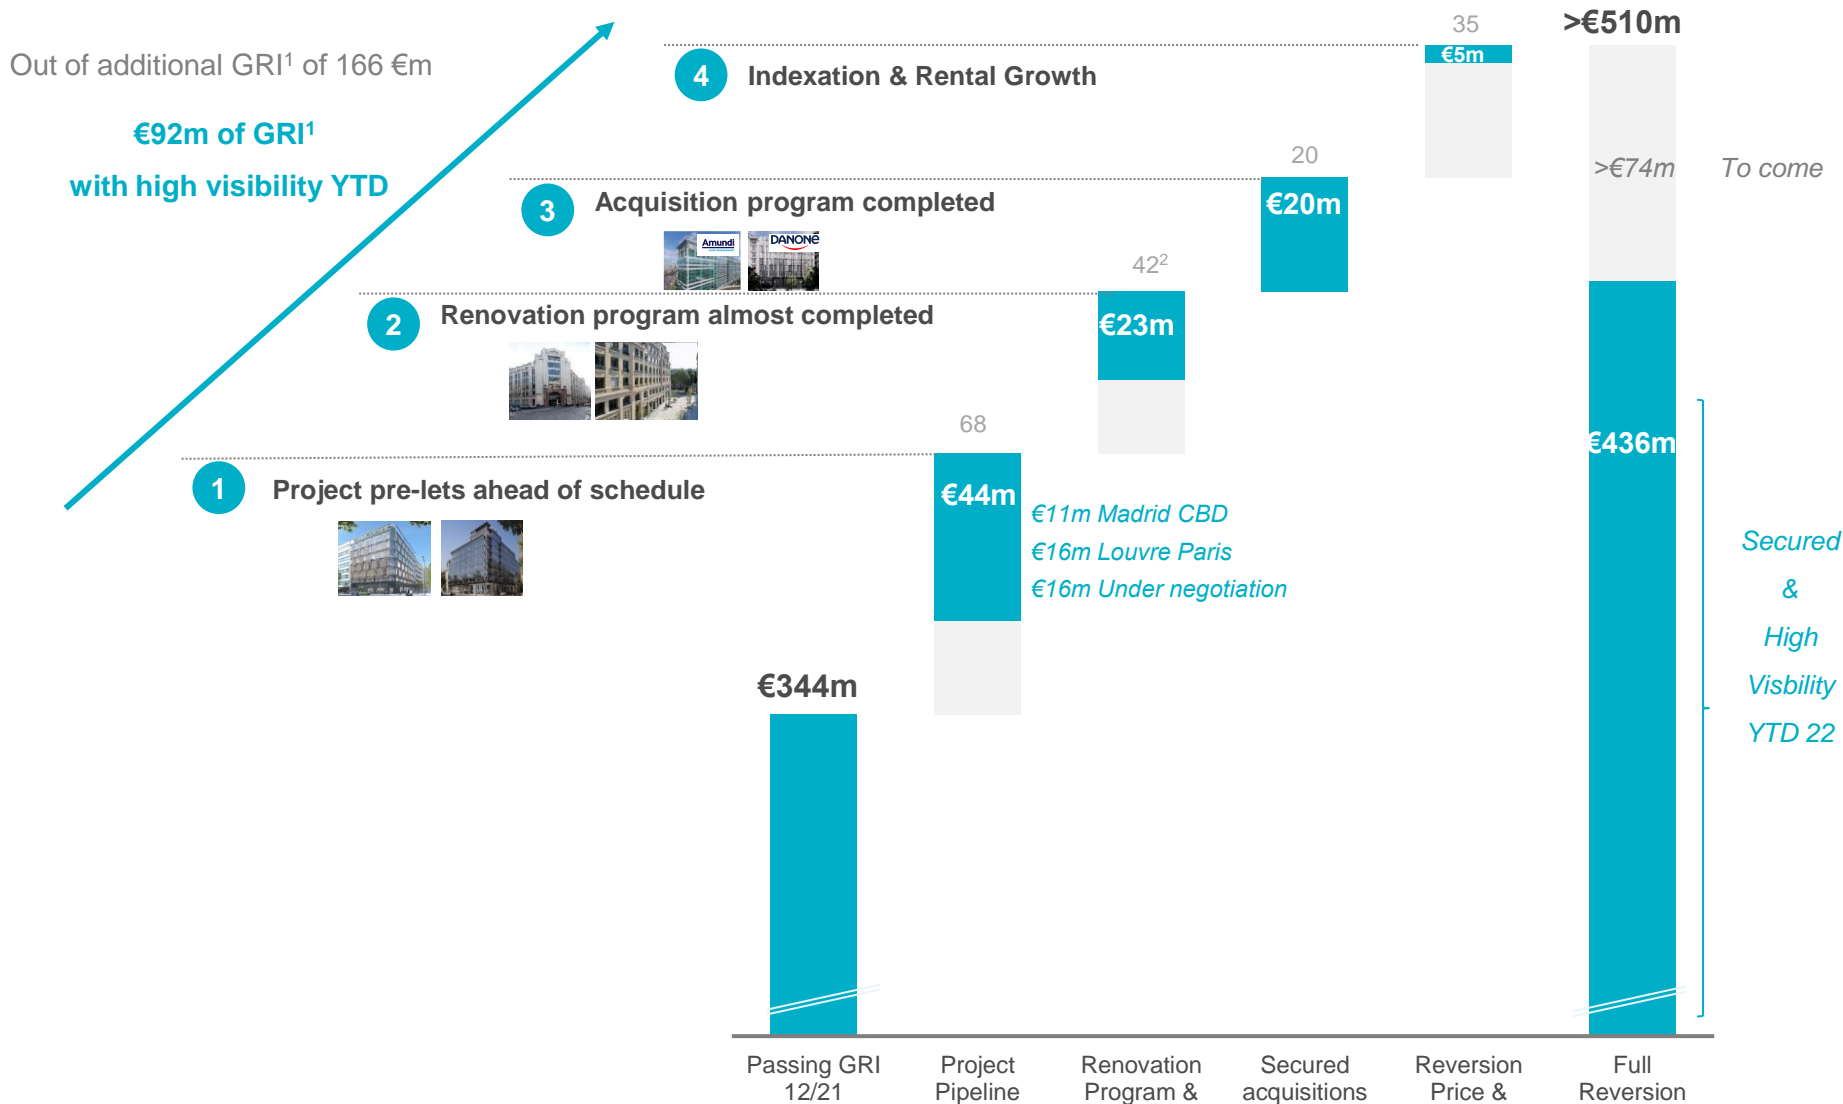 Out of additional GRI¹ of 166 €m
€92m of GRI¹
with high visibility YTD
4 Indexation & Rental Growth
35
€5m
>€510m
>€74m To come
3 Acquisition program completed
Amundi
DANONE
20
€20m
2 Renovation program almost completed
42²
€23m
1 Project pre-lets ahead of schedule
68
€44m
€11m Madrid CBD
€16m Louvre Paris
€16m Under negotiation
€344m
€436m
Secured
&
High
Visbility
YTD 22
Passing GRI
12/21
Project
Pipeline
Renovation
Program &
Secured
acquisitions
Reversion
Price &
Full
Reversion